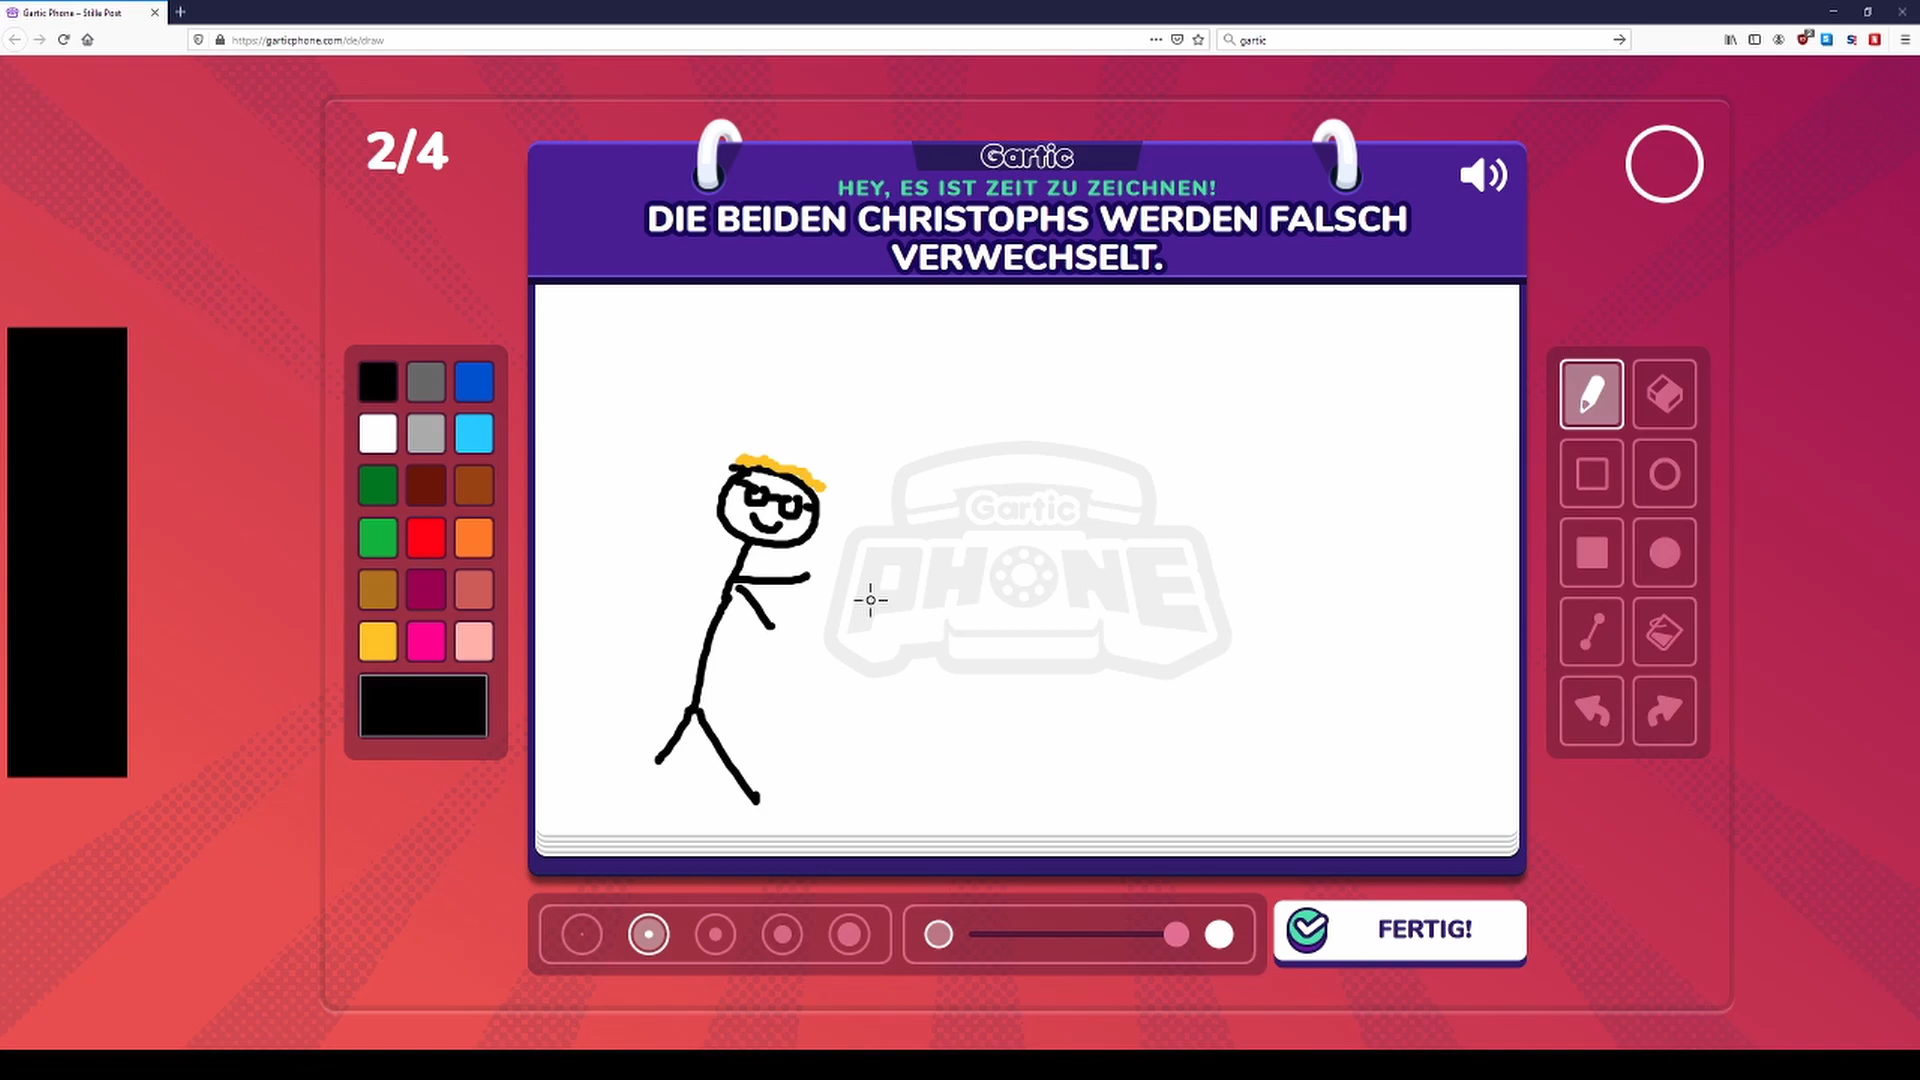 Gartic Phone – Stille Post
https://garticphone.com/de/draw
gartic
2/4
Gartic
HEY, ES IST ZEIT ZU ZEICHNEN!
DIE BEIDEN CHRISTOPHS WERDEN FALSCH
VERWECHSELT.
Gartic
PHONE
FERTIG!